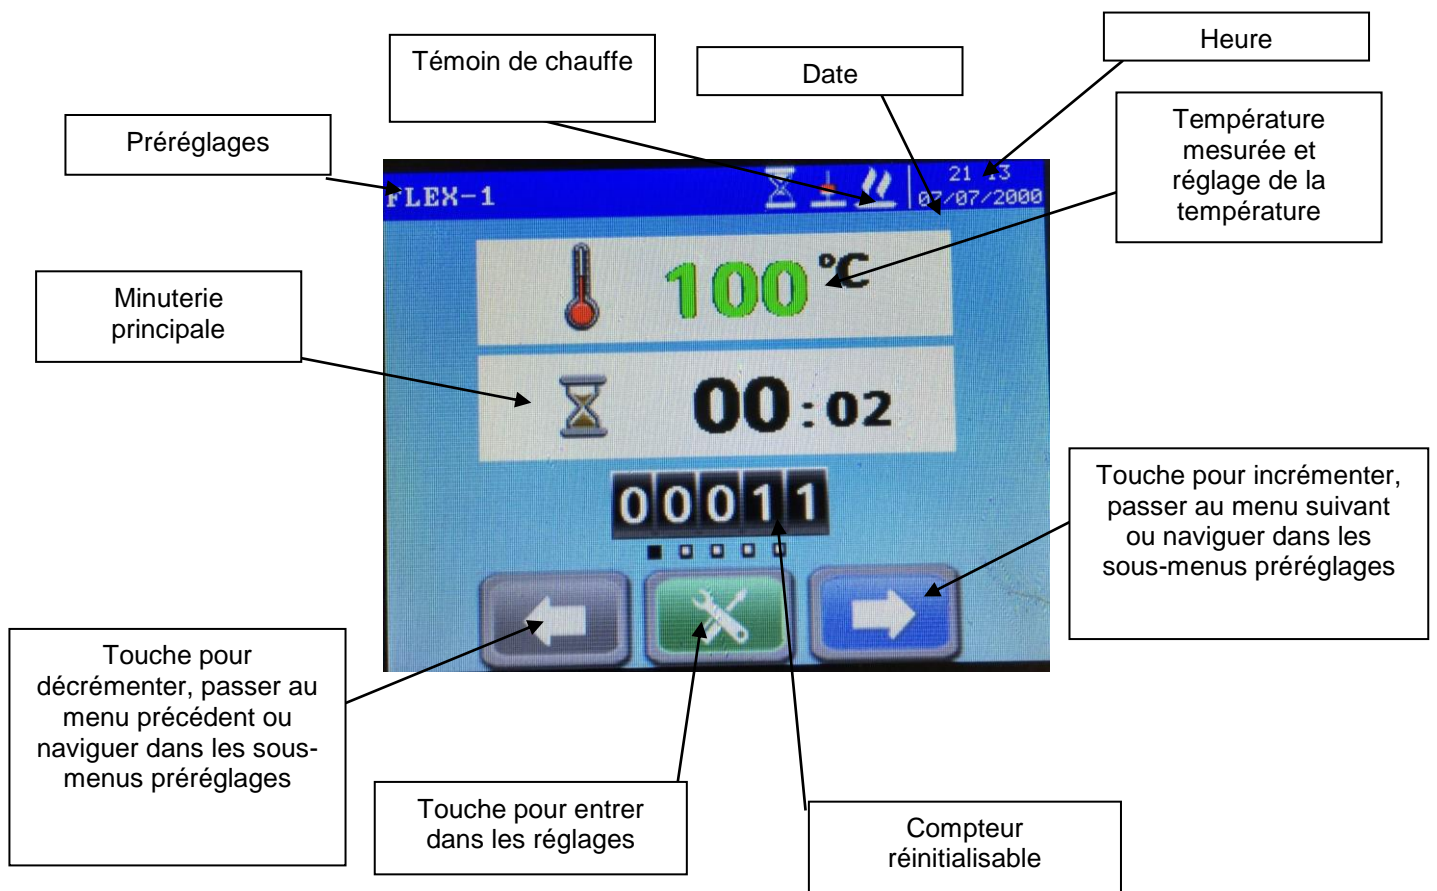 Heure
Témoin de chauffe
Date
Température
mesurée et
réglage de la
température
Préréglages
FLEX-1
21 13
07/07/2000
100 °C
Minuterie
principale
00:02
00011
Touche pour incrémenter,
passer au menu suivant
ou naviguer dans les
sous-menus préréglages
Touche pour
décrémenter, passer au
menu précédent ou
naviguer dans les sous-
menus préréglages
Touche pour entrer
dans les réglages
Compteur
réinitialisable